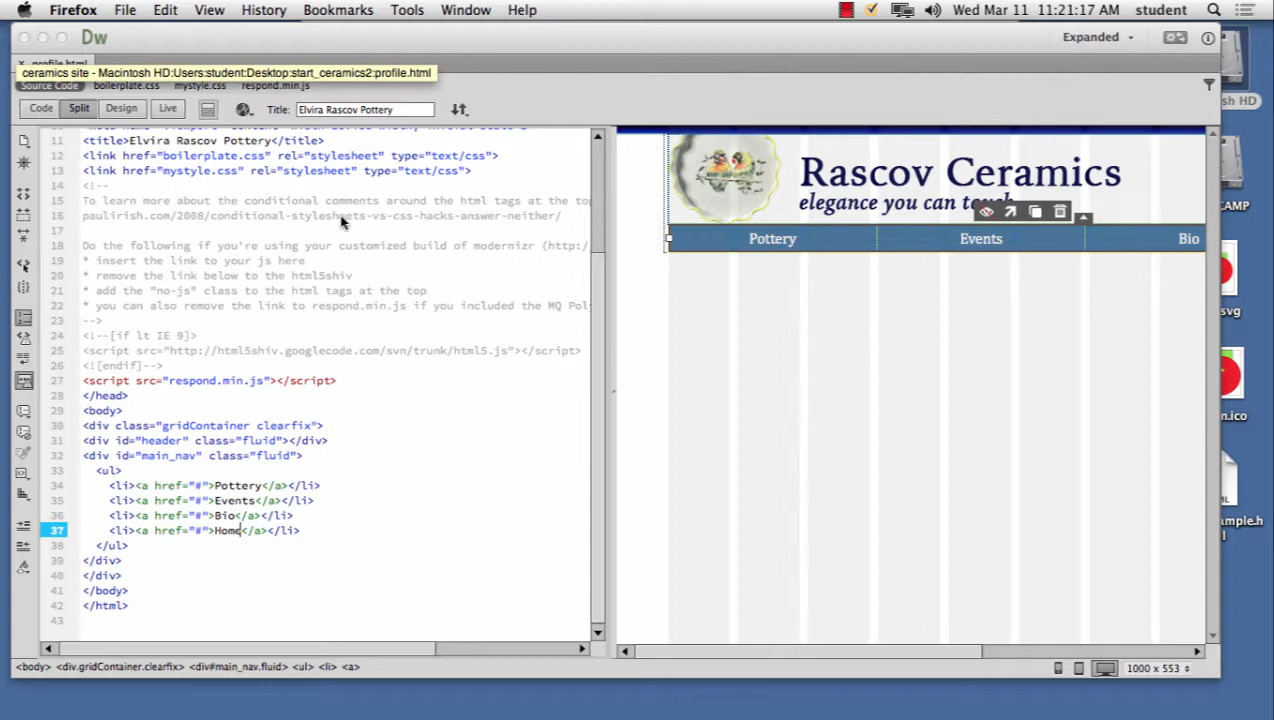 Firefox File Edit View History Bookmarks Tools Window Help Wed Mar 11 11:21:17 AM student
Dw Expanded
profile.html
ceramics site - Macintosh HD:Users:student:Desktop:start_ceramics2:profile.html
Source Code boilerplate.css mystyle.css respond.min.js
Code Split Design Live Title: Elvira Rascov Pottery
11 <title>Elvira Rascov Pottery</title>
12 <link href="boilerplate.css" rel="stylesheet" type="text/css">
13 <link href="mystyle.css" rel="stylesheet" type="text/css">
14 <!--
15 To learn more about the conditional comments around the html tags at the top
16 paulirish.com/2008/conditional-stylesheets-vs-css-hacks-answer-neither/
17
18 Do the following if you're using your customized build of modernizr (http:/
19 * insert the link to your js here
20 * remove the link below to the html5shiv
21 * add the "no-js" class to the html tags at the top
22 * you can also remove the link to respond.min.js if you included the MQ Pol
23 -->
24 <!--[if lt IE 9]>
25 <script src="http://html5shiv.googlecode.com/svn/trunk/html5.js"></script>
26 <![endif]-->
27 <script src="respond.min.js"></script>
28 </head>
29 <body>
30 <div class="gridContainer clearfix">
31 <div id="header" class="fluid"></div>
32 <div id="main_nav" class="fluid">
33 <ul>
34 <li><a href="#">Pottery</a></li>
35 <li><a href="#">Events</a></li>
36 <li><a href="#">Bio</a></li>
37 <li><a href="#">Home</a></li>
38 </ul>
39 </div>
40 </div>
41 </body>
42 </html>
43
<body> <div.gridContainer.clearfix> <div#main_nav.fluid> <ul> <li> <a>
Rascov Ceramics
elegance you can touch
Pottery Events Bio
1000 x 553
HD
CAMP
svg
.ico